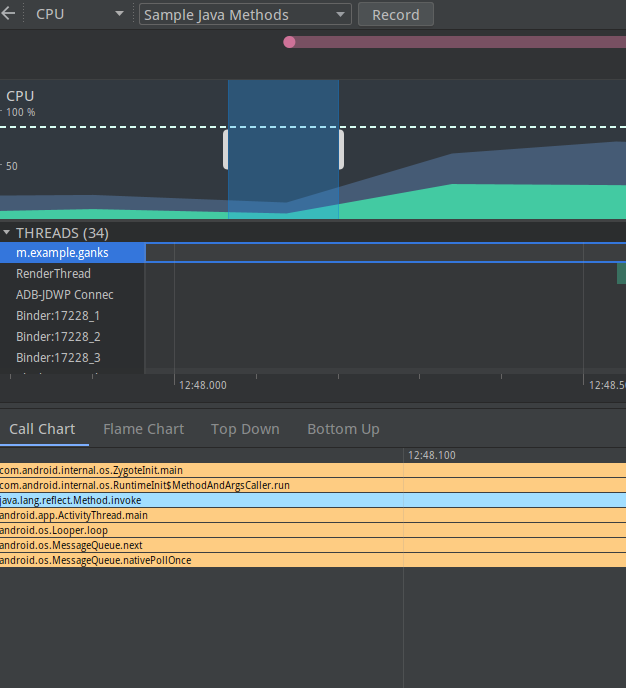 CPU Sample Java Methods Record
CPU
100 %
50
THREADS (34)
m.example.ganks
RenderThread
ADB-JDWP Connec
Binder:17228_1
Binder:17228_2
Binder:17228_3
12:48.000 12:48.50
Call Chart Flame Chart Top Down Bottom Up
12:48.100
com.android.internal.os.ZygoteInit.main
com.android.internal.os.RuntimeInit$MethodAndArgsCaller.run
java.lang.reflect.Method.invoke
android.app.ActivityThread.main
android.os.Looper.loop
android.os.MessageQueue.next
android.os.MessageQueue.nativePollOnce